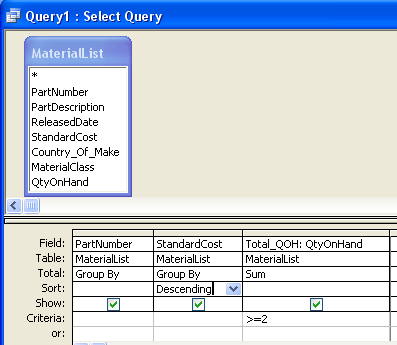 Query1 : Select Query
MaterialList
*
PartNumber
PartDescription
ReleasedDate
StandardCost
Country_Of_Make
MaterialClass
QtyOnHand
Field: PartNumber StandardCost Total_QOH: QtyOnHand
Table: MaterialList MaterialList MaterialList
Total: Group By Group By Sum
Sort: Descending
Show:
Criteria: >=2
or: